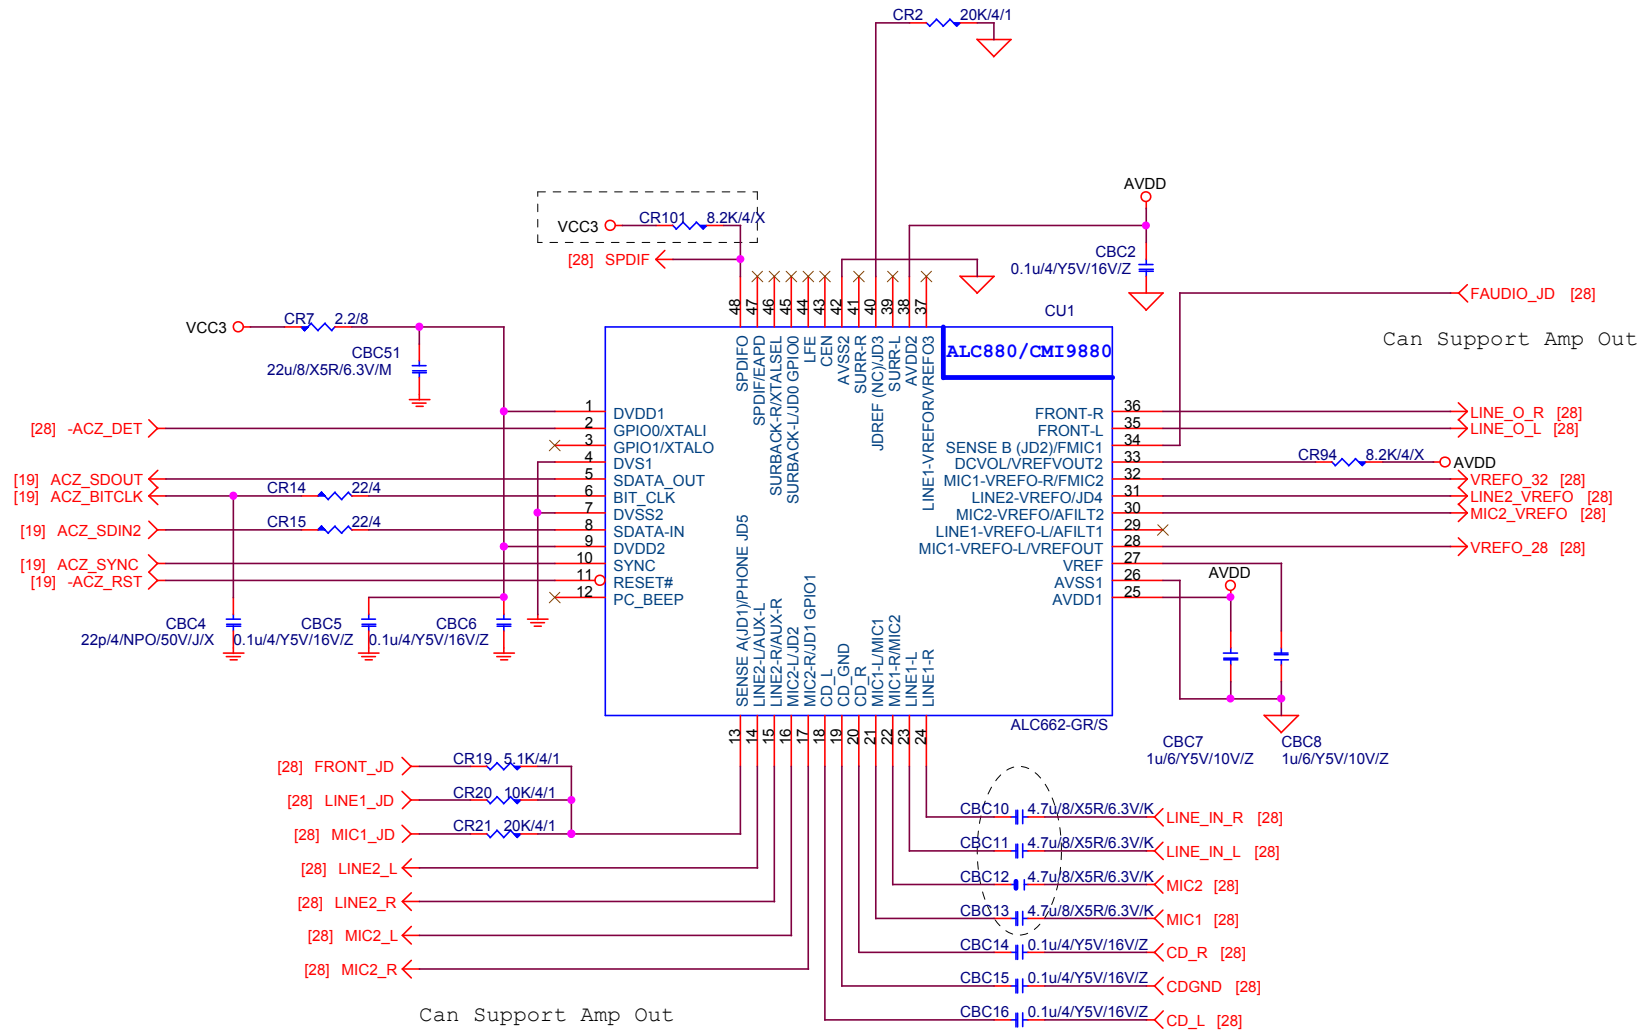 CR2 20K/4/1
AVDD
VCC3 CR101 8.2K/4/X
[28] SPDIF
CBC2
0.1u/4/Y5V/16V/Z
FAUDIO_JD [28]
Can Support Amp Out
CU1
ALC880/CMI9880
VCC3 CR7 2.2/8
CBC51
22u/8/X5R/6.3V/M
48 47 46 45 44 43 42 41 40 39 38 37
SPDIFO
SPDIF/EAPD
SURBACK-R/XTALSEL
SURBACK-L/JD0 GPIO0
LFE
CEN
AVSS2
SURR-R
JDREF (NC)/JD3
SURR-L
AVDD2
LINE1-VREFOR/VREFO3
[28] -ACZ_DET
[19] ACZ_SDOUT
[19] ACZ_BITCLK
[19] ACZ_SDIN2
[19] ACZ_SYNC
[19] -ACZ_RST
CR14 22/4
CR15 22/4
1 DVDD1
2 GPIO0/XTALI
3 GPIO1/XTALO
4 DVS1
5 SDATA_OUT
6 BIT_CLK
7 DVSS2
8 SDATA-IN
9 DVDD2
10 SYNC
11 RESET#
12 PC_BEEP
FRONT-R 36
FRONT-L 35
SENSE B (JD2)/FMIC1 34
DCVOL/VREFVOUT2 33
MIC1-VREFO-R/FMIC2 32
LINE2-VREFO/JD4 31
MIC2-VREFO/AFILT2 30
LINE1-VREFO-L/AFILT1 29
MIC1-VREFO-L/VREFOUT 28
VREF 27
AVSS1 26
AVDD1 25
LINE_O_R [28]
LINE_O_L [28]
CR94 8.2K/4/X AVDD
VREFO_32 [28]
LINE2_VREFO [28]
MIC2_VREFO [28]
VREFO_28 [28]
AVDD
CBC4
22p/4/NPO/50V/J/X
CBC5
0.1u/4/Y5V/16V/Z
CBC6
0.1u/4/Y5V/16V/Z
SENSE A(JD1)/PHONE JD5
LINE2-L/AUX-L
LINE2-R/AUX-R
MIC2-L/JD2
MIC2-R/JD1 GPIO1
CD_L
CD_GND
CD_R
MIC1-L/MIC1
MIC1-R/MIC2
LINE1-L
LINE1-R
13 14 15 16 17 18 19 20 21 22 23 24
ALC662-GR/S
CBC7
1u/6/Y5V/10V/Z
CBC8
1u/6/Y5V/10V/Z
[28] FRONT_JD CR19 5.1K/4/1
[28] LINE1_JD CR20 10K/4/1
[28] MIC1_JD CR21 20K/4/1
[28] LINE2_L
[28] LINE2_R
[28] MIC2_L
[28] MIC2_R
CBC10 4.7u/8/X5R/6.3V/K LINE_IN_R [28]
CBC11 4.7u/8/X5R/6.3V/K LINE_IN_L [28]
CBC12 4.7u/8/X5R/6.3V/K MIC2 [28]
CBC13 4.7u/8/X5R/6.3V/K MIC1 [28]
CBC14 0.1u/4/Y5V/16V/Z CD_R [28]
CBC15 0.1u/4/Y5V/16V/Z CDGND [28]
CBC16 0.1u/4/Y5V/16V/Z CD_L [28]
Can Support Amp Out